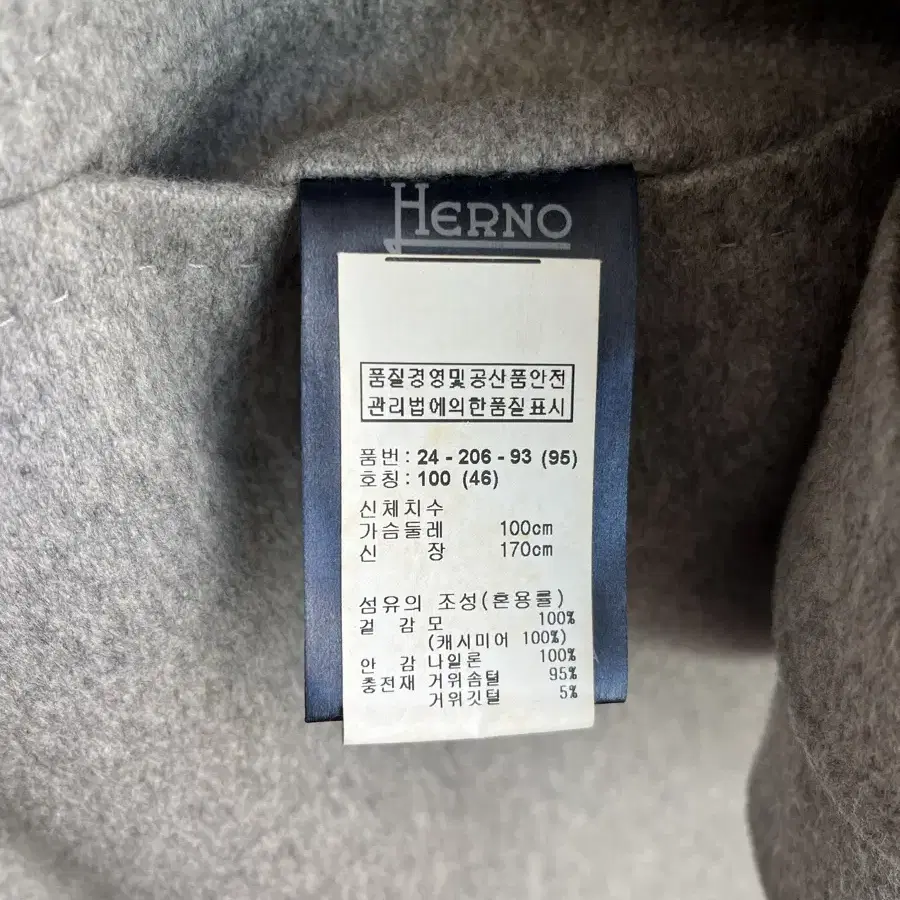 HERNO
품질경영및공산품안전
관리법에의한품질표시
품번 : 24 - 206 - 93 (95)
호칭 : 100 (46)
신체치수
가슴둘레 100cm
신 장 170cm
섬유의 조성(혼용률)
겉 감 모 100%
(캐시미어 100%)
안 감 나일론 100%
충전재 거위솜털 95%
거위깃털 5%